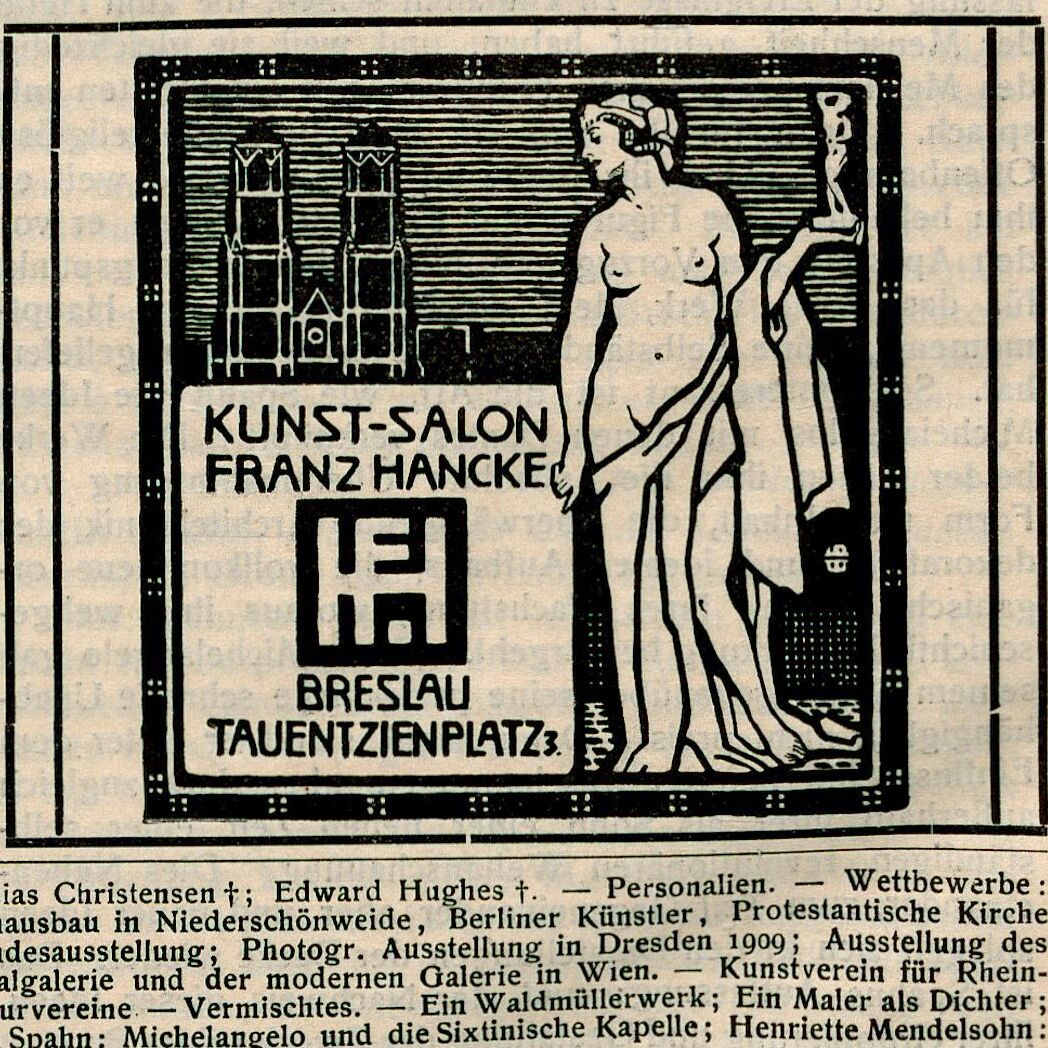 KUNST-SALON
FRANZ HANCKE
BRESLAU
TAUENTZIENPLATZ 3.
ias Christensen †; Edward Hughes †. — Personalien. — Wettbewerbe:
hausbau in Niederschönweide, Berliner Künstler, Protestantische Kirche
desausstellung; Photogr. Ausstellung in Dresden 1909; Ausstellung des
algalerie und der modernen Galerie in Wien. — Kunstverein für Rhein-
urvereine — Vermischtes. — Ein Waldmüllerwerk; Ein Maler als Dichter;
Spahn: Michelangelo und die Sixtinische Kapelle; Henriette Mendelsohn: